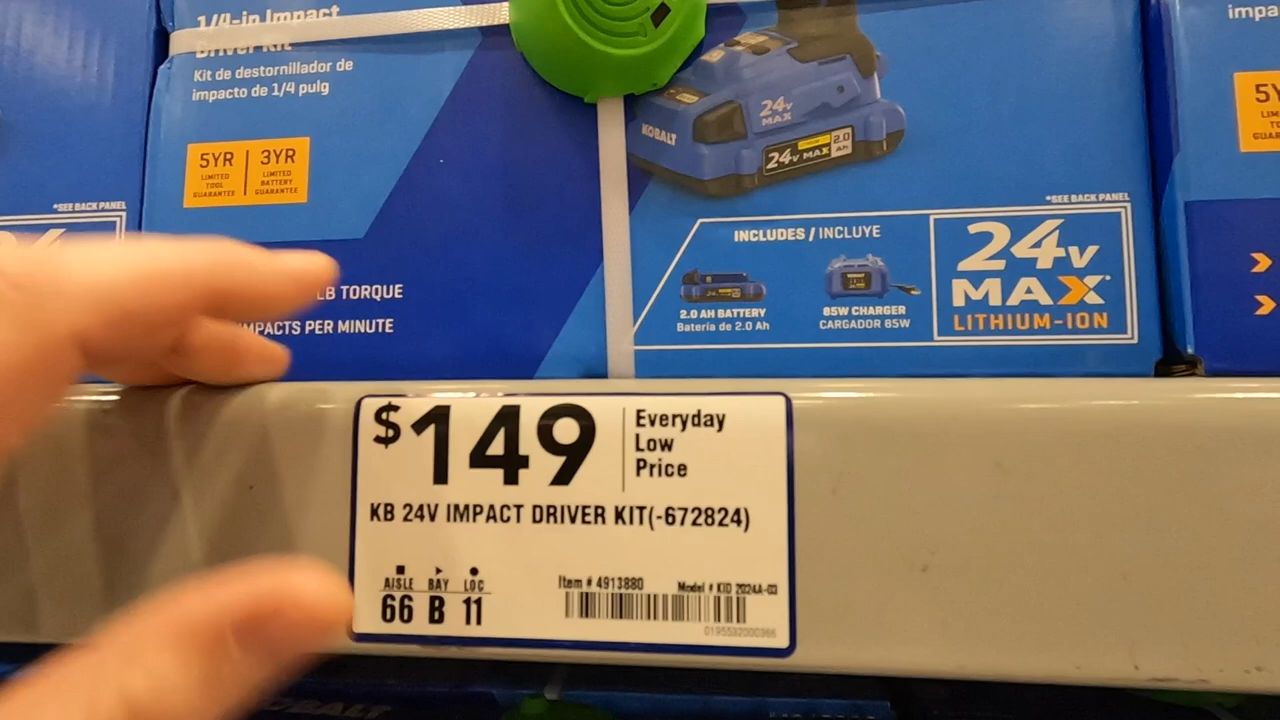 1/4-in Impact
Driver Kit
Kit de destornillador de
impacto de 1/4 pulg
5YR
LIMITED
TOOL
GUARANTEE
3YR
LIMITED
BATTERY
GUARANTEE
*SEE BACK PANEL
LB TORQUE
IMPACTS PER MINUTE
KOBALT
24v
MAX
24v MAX
2.0
Ah
*SEE BACK PANEL
INCLUDES / INCLUYE
2.0 AH BATTERY
Batería de 2.0 Ah
85W CHARGER
CARGADOR 85W
24v
MAX*
LITHIUM-ION
impa
5Y
$149
Everyday
Low
Price
KB 24V IMPACT DRIVER KIT(-672824)
AISLE BAY LOC
66 B 11
Item # 4913880
Model # KID 2024A-03
KOBALT